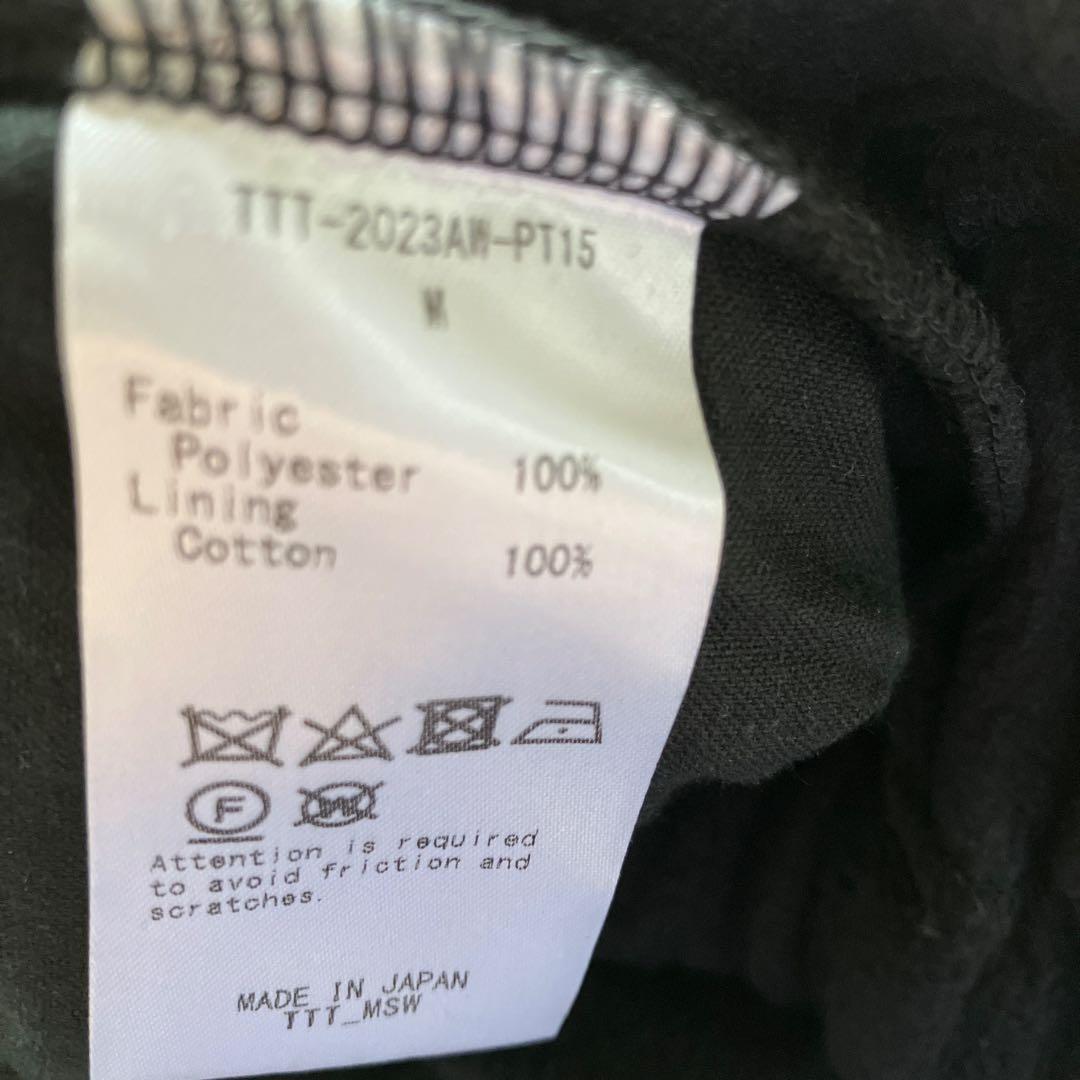 TTT-2023AW-PT15
M
Fabric
Polyester 100%
Lining
Cotton 100%
F
W
Attention is required
to avoid friction and
scratches.
MADE IN JAPAN
TTT_MSW